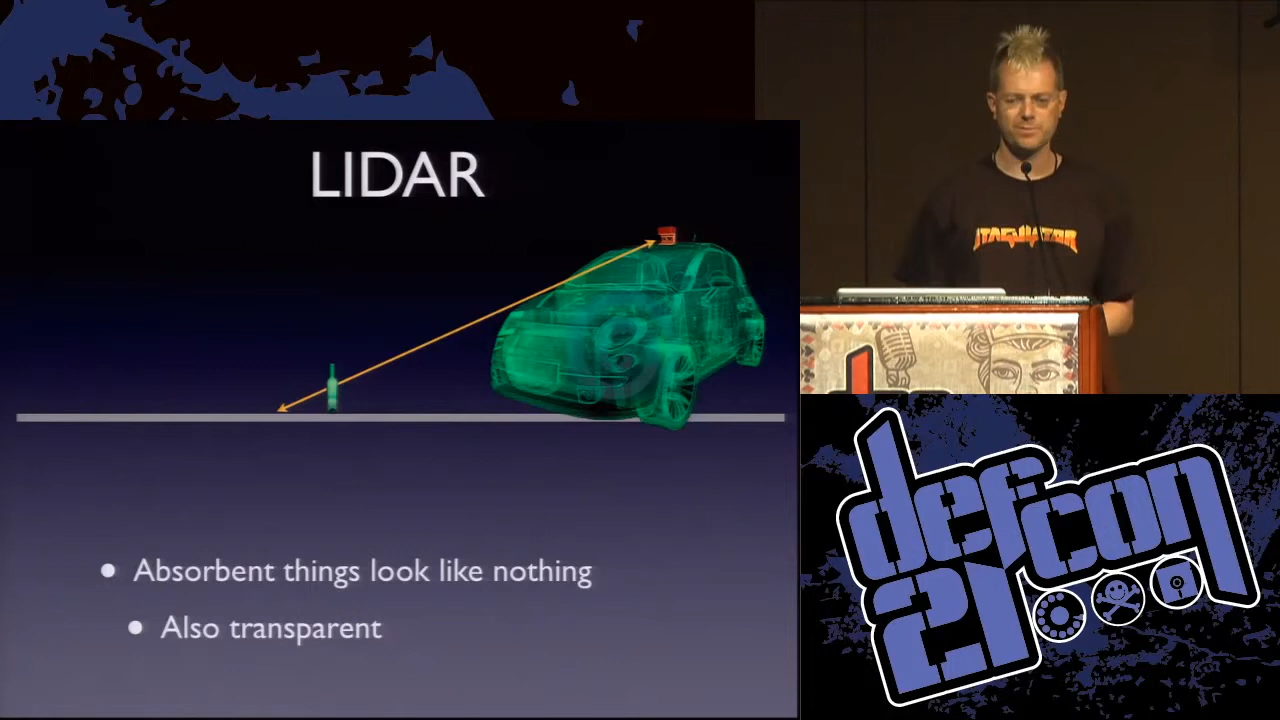 LIDAR
Absorbent things look like nothing
Also transparent
defcon
21